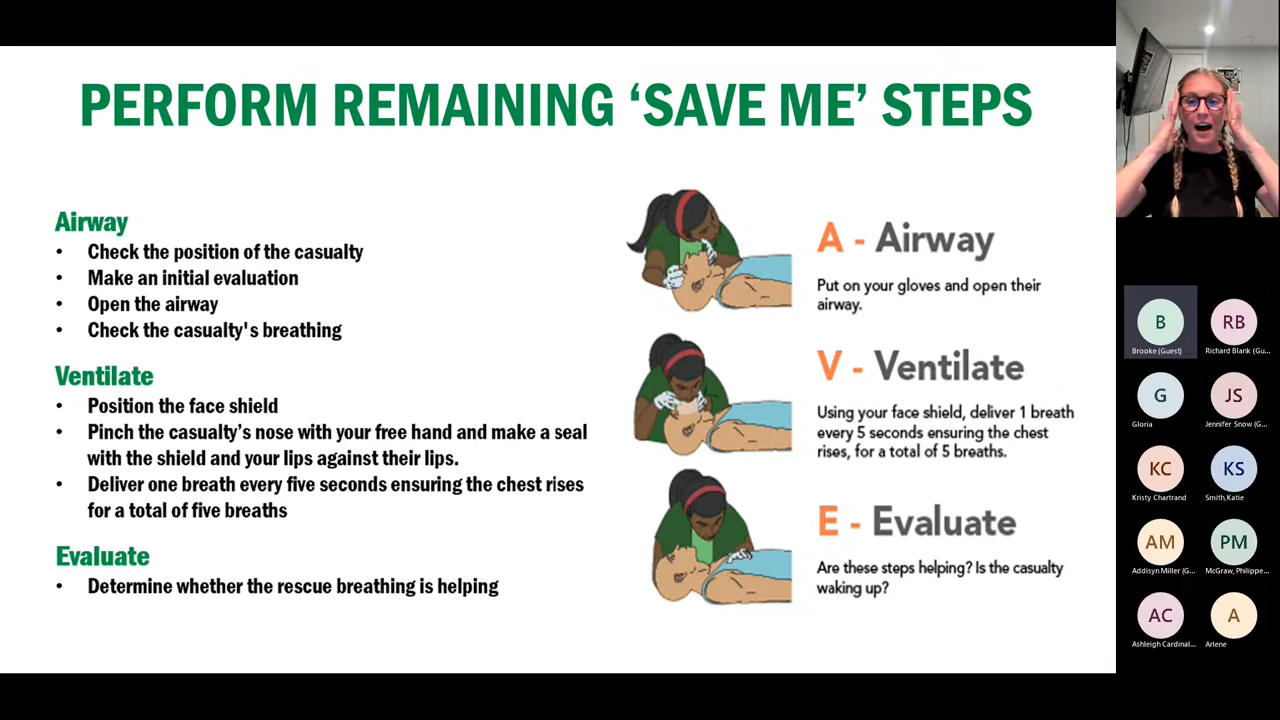 PERFORM REMAINING ‘SAVE ME’ STEPS
Airway
• Check the position of the casualty
• Make an initial evaluation
• Open the airway
• Check the casualty's breathing
Ventilate
• Position the face shield
• Pinch the casualty’s nose with your free hand and make a seal
with the shield and your lips against their lips.
• Deliver one breath every five seconds ensuring the chest rises
for a total of five breaths
Evaluate
• Determine whether the rescue breathing is helping
A - Airway
Put on your gloves and open their
airway.
V - Ventilate
Using your face shield, deliver 1 breath
every 5 seconds ensuring the chest
rises, for a total of 5 breaths.
E - Evaluate
Are these steps helping? Is the casualty
waking up?
B
Brooke (Guest)
RB
Richard Blank (Gu...
G
Gloria
JS
Jennifer Snow (G...
KC
Kristy Chartrand
KS
Smith,Katie
AM
Addisyn Miller (G...
PM
McGraw, Philippe...
AC
Ashleigh Cardinal...
A
Arlene